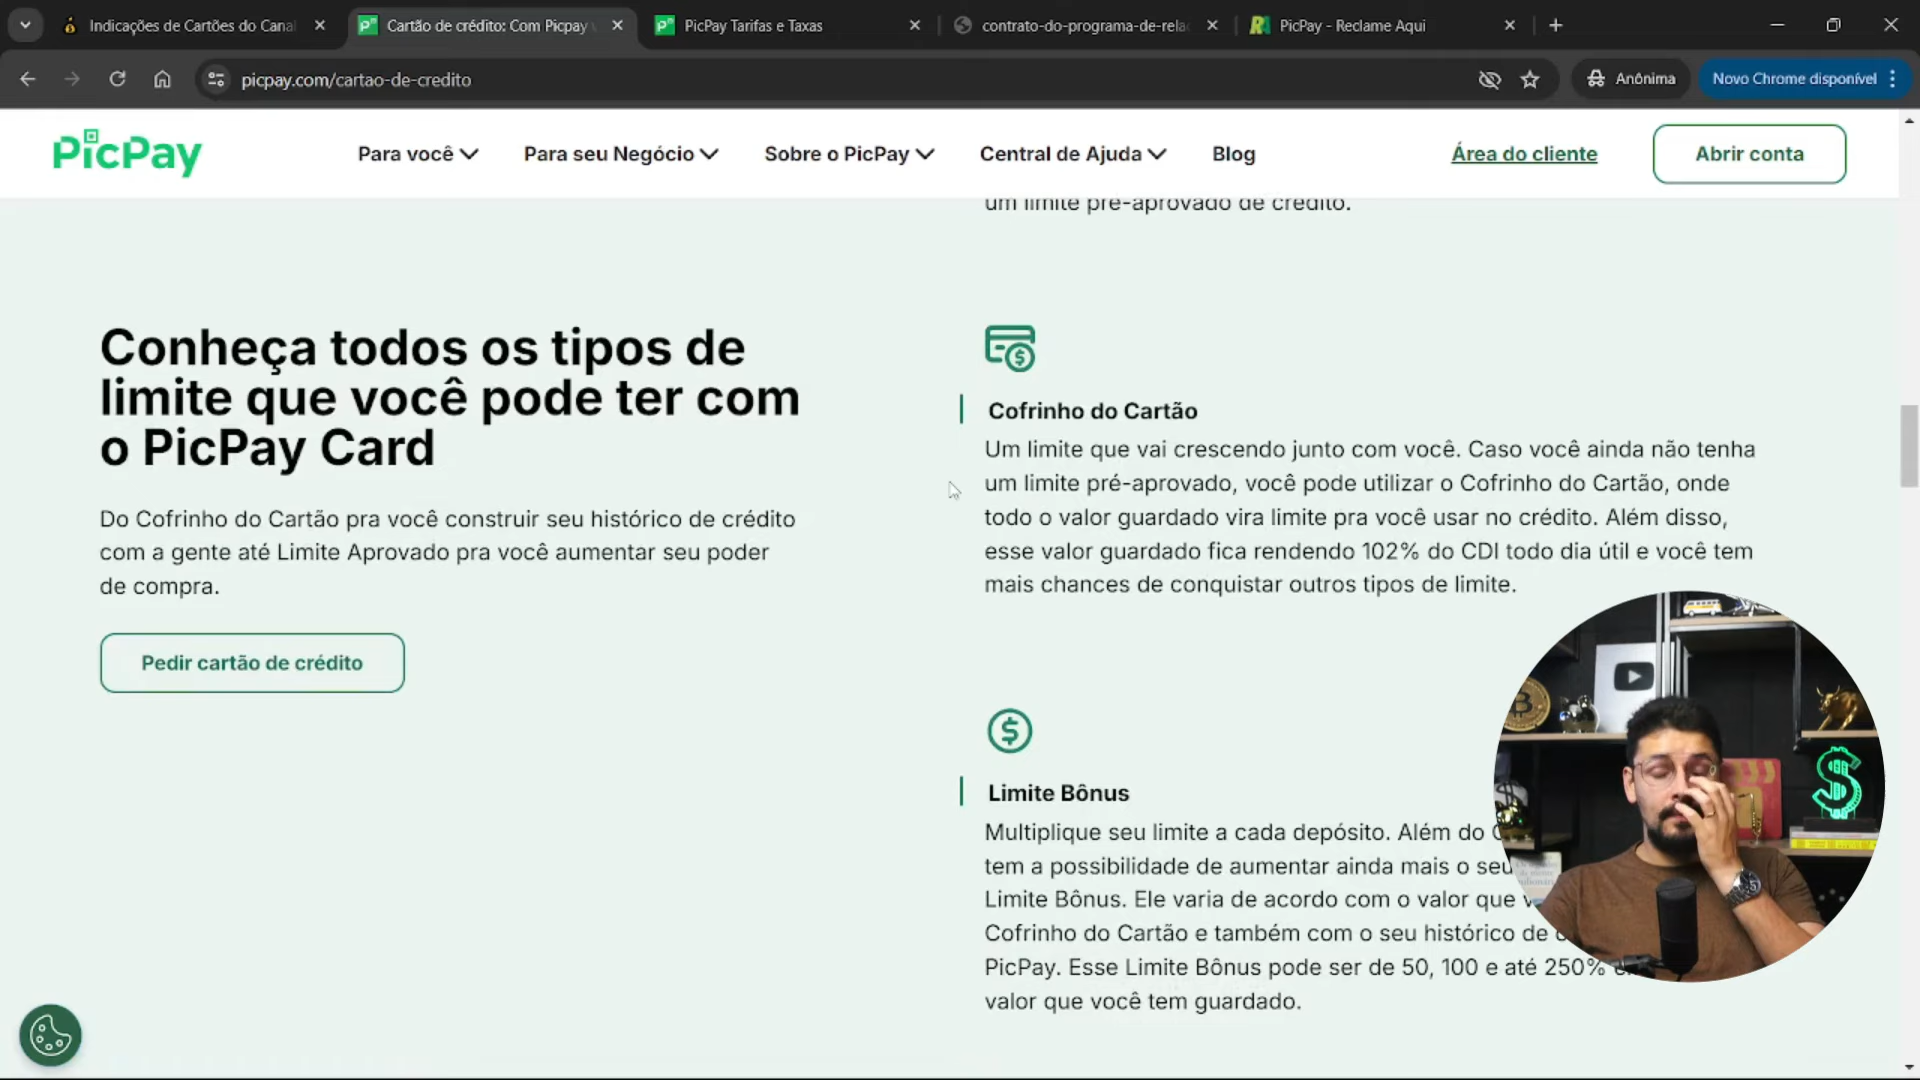 Indicações de Cartões do Canal
Cartão de crédito: Com Picpay
PicPay Tarifas e Taxas
contrato-do-programa-de-rela
PicPay - Reclame Aqui
picpay.com/cartao-de-credito
Anônima
Novo Chrome disponível
PicPay
Para você
Para seu Negócio
Sobre o PicPay
Central de Ajuda
Blog
Área do cliente
Abrir conta
um limite pré-aprovado de crédito.
Conheça todos os tipos de
limite que você pode ter com
o PicPay Card
Do Cofrinho do Cartão pra você construir seu histórico de crédito
com a gente até Limite Aprovado pra você aumentar seu poder
de compra.
Pedir cartão de crédito
Cofrinho do Cartão
Um limite que vai crescendo junto com você. Caso você ainda não tenha
um limite pré-aprovado, você pode utilizar o Cofrinho do Cartão, onde
todo o valor guardado vira limite pra você usar no crédito. Além disso,
esse valor guardado fica rendendo 102% do CDI todo dia útil e você tem
mais chances de conquistar outros tipos de limite.
Limite Bônus
Multiplique seu limite a cada depósito. Além do
tem a possibilidade de aumentar ainda mais o seu
Limite Bônus. Ele varia de acordo com o valor que
Cofrinho do Cartão e também com o seu histórico de
PicPay. Esse Limite Bônus pode ser de 50, 100 e até 250%
valor que você tem guardado.